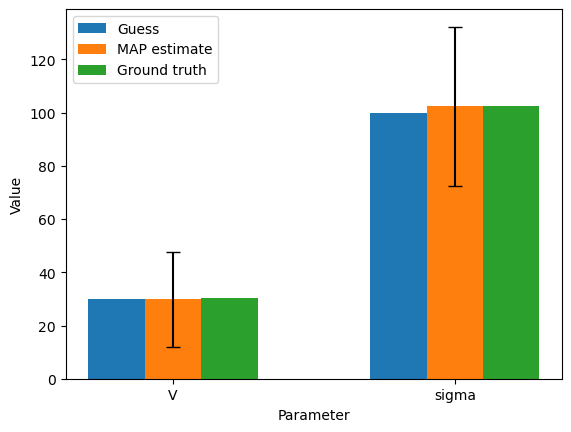 Guess
MAP estimate
Ground truth
Value
120
100
80
60
40
20
0
V
sigma
Parameter